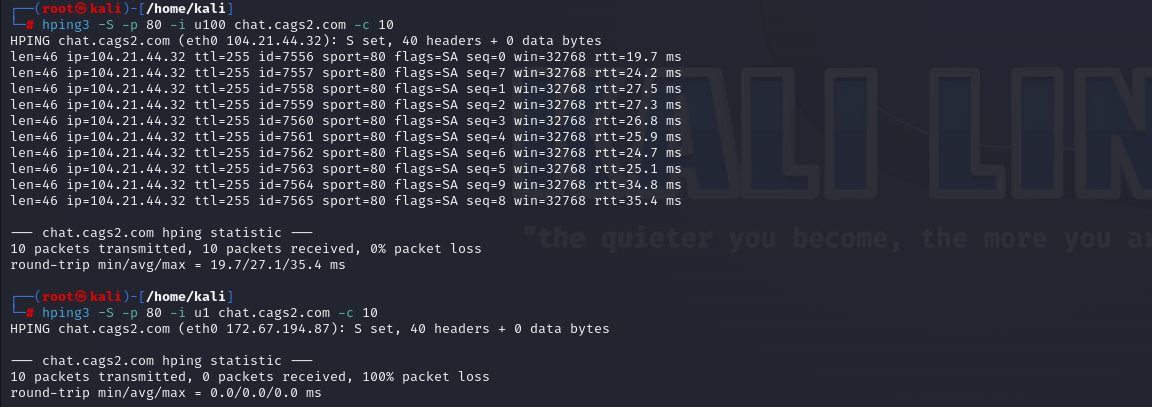 ┌──(root㉿kali)-[/home/kali]
└─# hping3 -S -p 80 -i u100 chat.cags2.com -c 10
HPING chat.cags2.com (eth0 104.21.44.32): S set, 40 headers + 0 data bytes
len=46 ip=104.21.44.32 ttl=255 id=7556 sport=80 flags=SA seq=0 win=32768 rtt=19.7 ms
len=46 ip=104.21.44.32 ttl=255 id=7557 sport=80 flags=SA seq=7 win=32768 rtt=24.2 ms
len=46 ip=104.21.44.32 ttl=255 id=7558 sport=80 flags=SA seq=1 win=32768 rtt=27.5 ms
len=46 ip=104.21.44.32 ttl=255 id=7559 sport=80 flags=SA seq=2 win=32768 rtt=27.3 ms
len=46 ip=104.21.44.32 ttl=255 id=7560 sport=80 flags=SA seq=3 win=32768 rtt=26.8 ms
len=46 ip=104.21.44.32 ttl=255 id=7561 sport=80 flags=SA seq=4 win=32768 rtt=25.9 ms
len=46 ip=104.21.44.32 ttl=255 id=7562 sport=80 flags=SA seq=6 win=32768 rtt=24.7 ms
len=46 ip=104.21.44.32 ttl=255 id=7563 sport=80 flags=SA seq=5 win=32768 rtt=25.1 ms
len=46 ip=104.21.44.32 ttl=255 id=7564 sport=80 flags=SA seq=9 win=32768 rtt=34.8 ms
len=46 ip=104.21.44.32 ttl=255 id=7565 sport=80 flags=SA seq=8 win=32768 rtt=35.4 ms
--- chat.cags2.com hping statistic ---
10 packets transmitted, 10 packets received, 0% packet loss
round-trip min/avg/max = 19.7/27.1/35.4 ms
┌──(root㉿kali)-[/home/kali]
└─# hping3 -S -p 80 -i u1 chat.cags2.com -c 10
HPING chat.cags2.com (eth0 172.67.194.87): S set, 40 headers + 0 data bytes
--- chat.cags2.com hping statistic ---
10 packets transmitted, 0 packets received, 100% packet loss
round-trip min/avg/max = 0.0/0.0/0.0 ms
KALI LIN
"the quieter you become, the more you ar